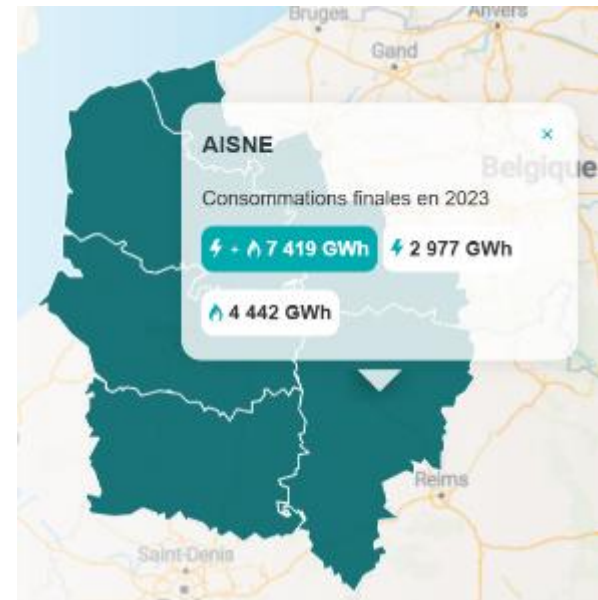 Bruges
Anvers
Gand
AISNE
×
Belgique
Consommations finales en 2023
+ 7 419 GWh
2 977 GWh
4 442 GWh
Reims
Saint-Denis